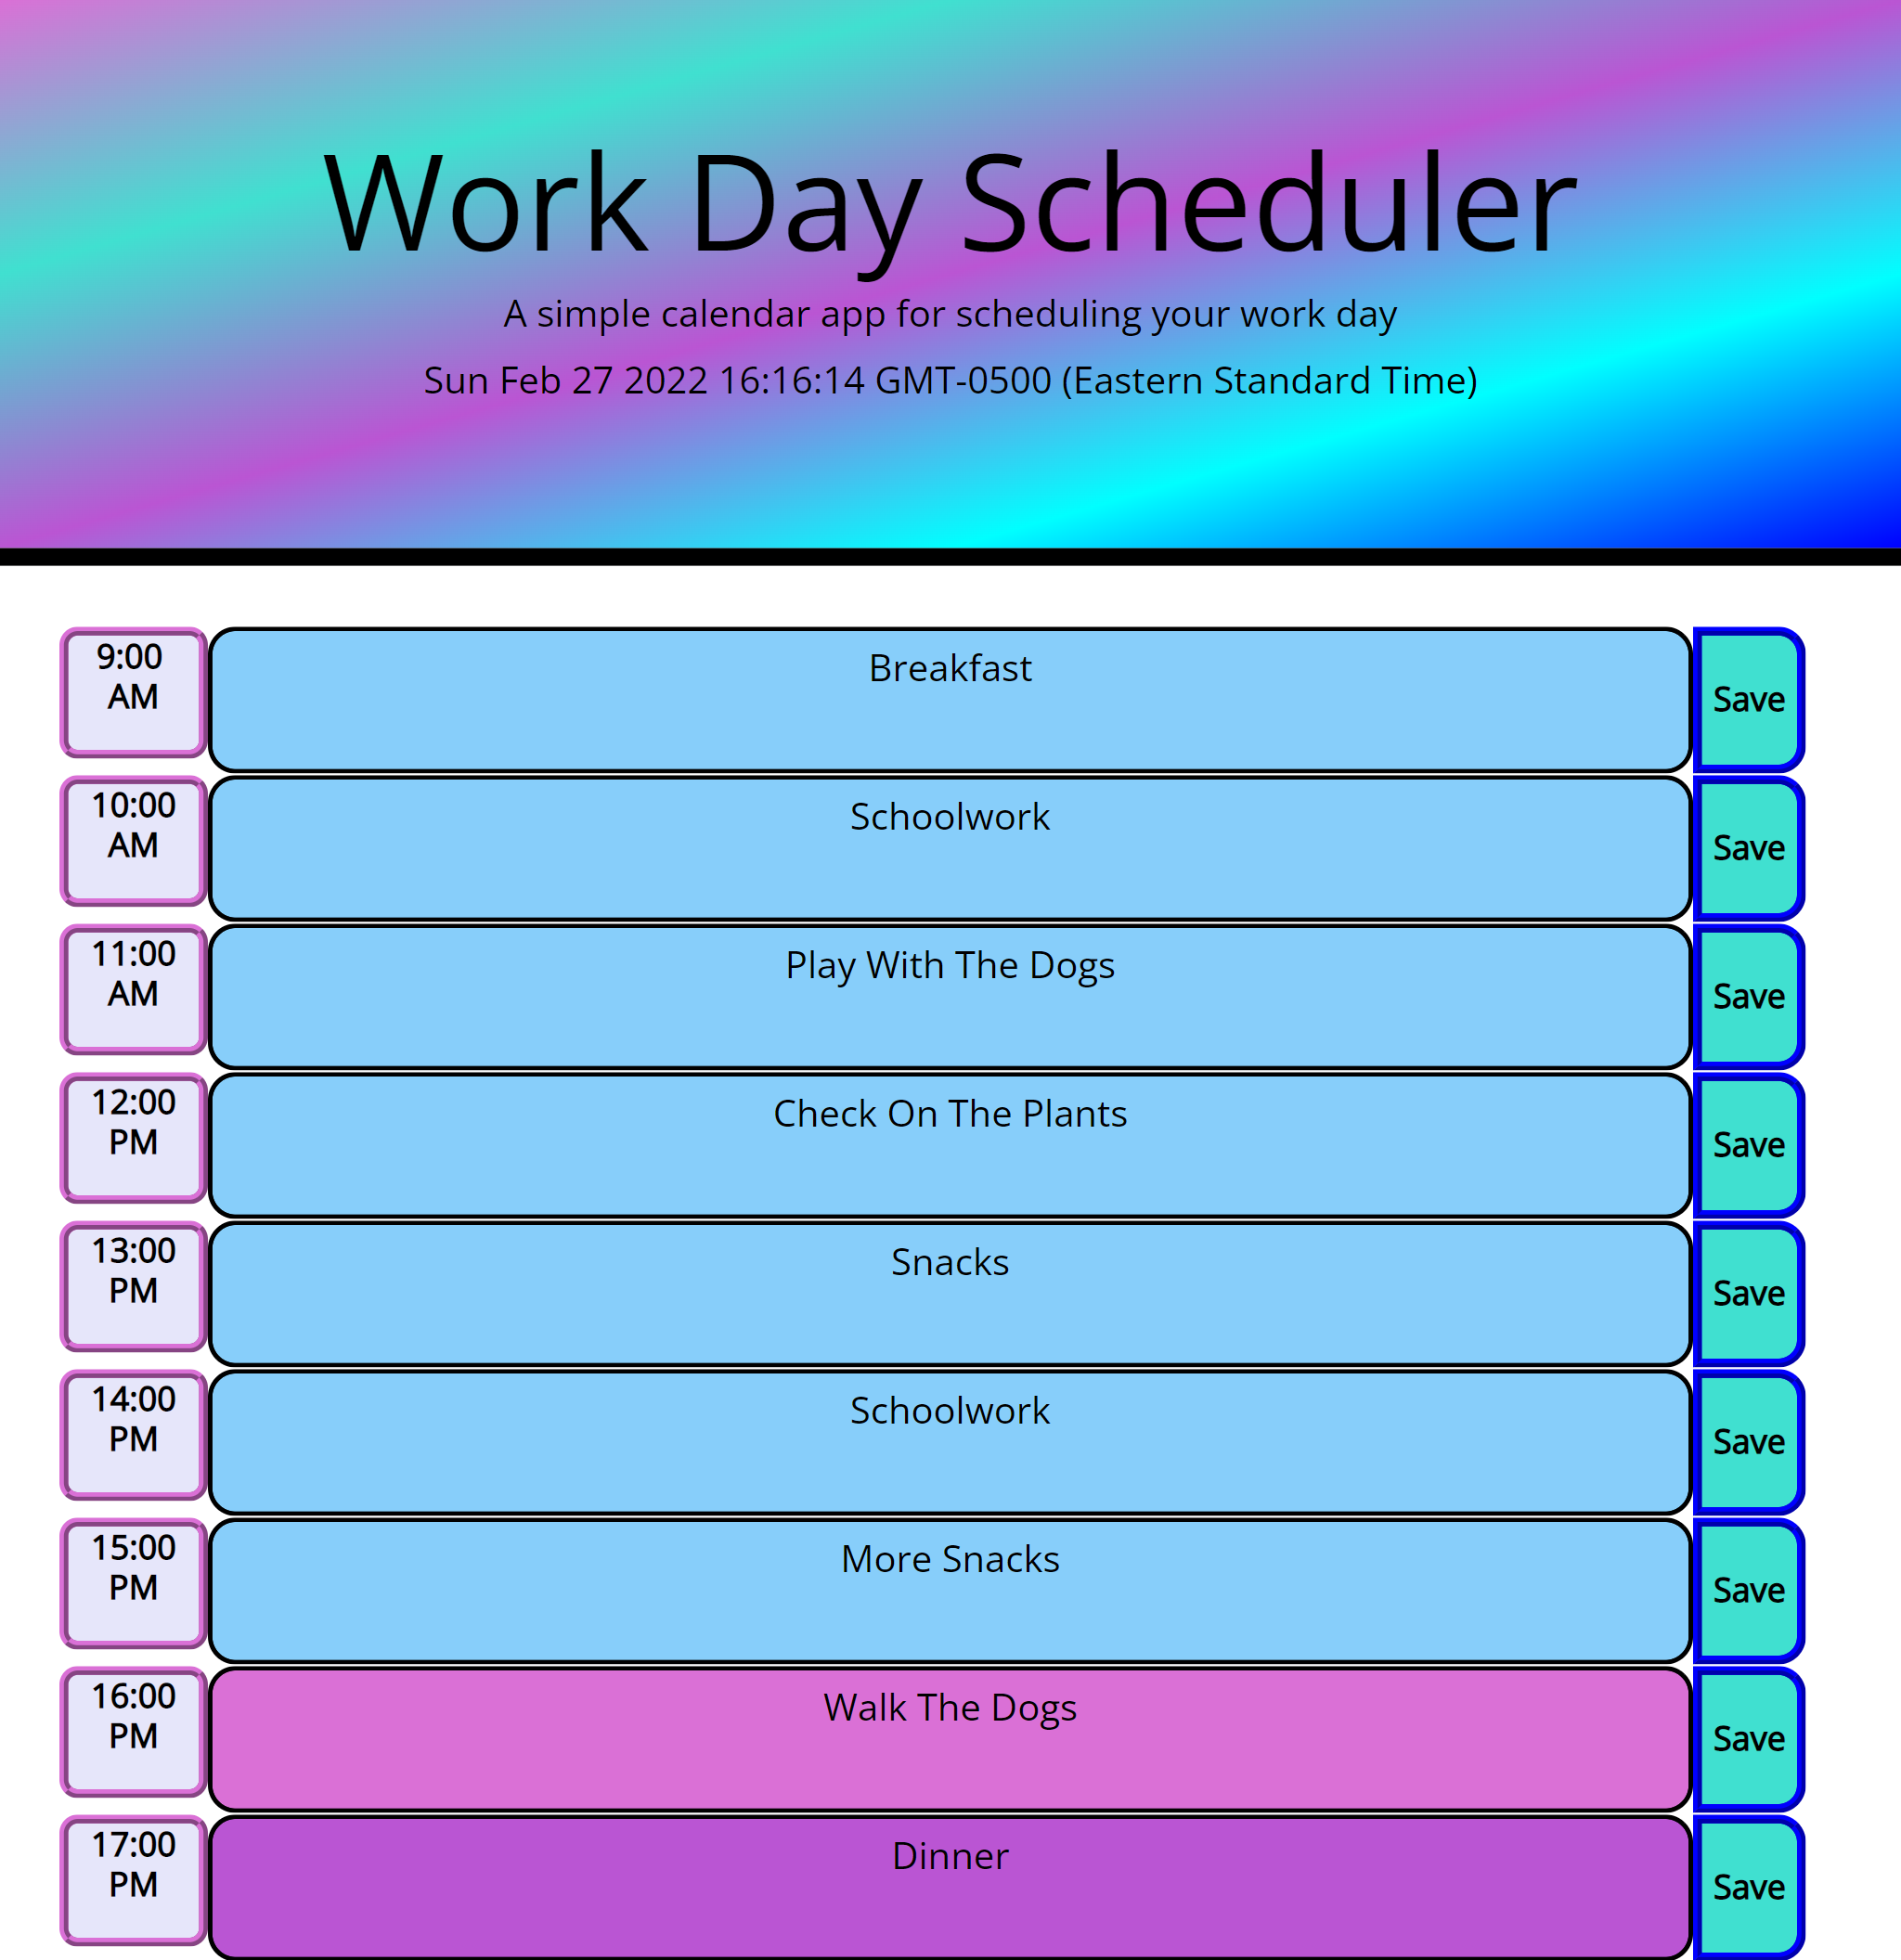 Work Day Scheduler
A simple calendar app for scheduling your work day
Sun Feb 27 2022 16:16:14 GMT-0500 (Eastern Standard Time)
9:00
AM
Breakfast
Save
10:00
AM
Schoolwork
Save
11:00
AM
Play With The Dogs
Save
12:00
PM
Check On The Plants
Save
13:00
PM
Snacks
Save
14:00
PM
Schoolwork
Save
15:00
PM
More Snacks
Save
16:00
PM
Walk The Dogs
Save
17:00
PM
Dinner
Save